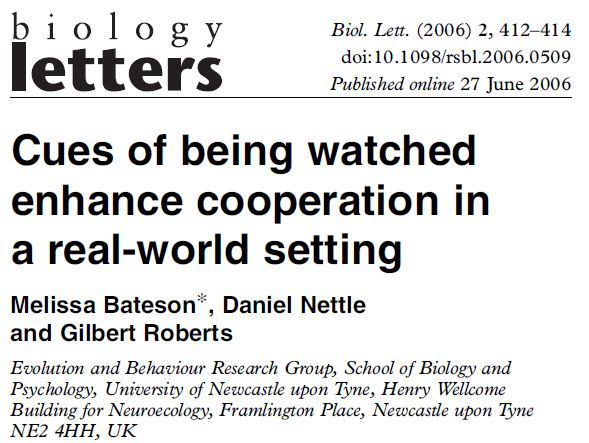 biology
letters
Biol. Lett. (2006) 2, 412–414
doi:10.1098/rsbl.2006.0509
Published online 27 June 2006
Cues of being watched
enhance cooperation in
a real-world setting
Melissa Bateson*, Daniel Nettle
and Gilbert Roberts
Evolution and Behaviour Research Group, School of Biology and
Psychology, University of Newcastle upon Tyne, Henry Wellcome
Building for Neuroecology, Framlington Place, Newcastle upon Tyne
NE2 4HH, UK